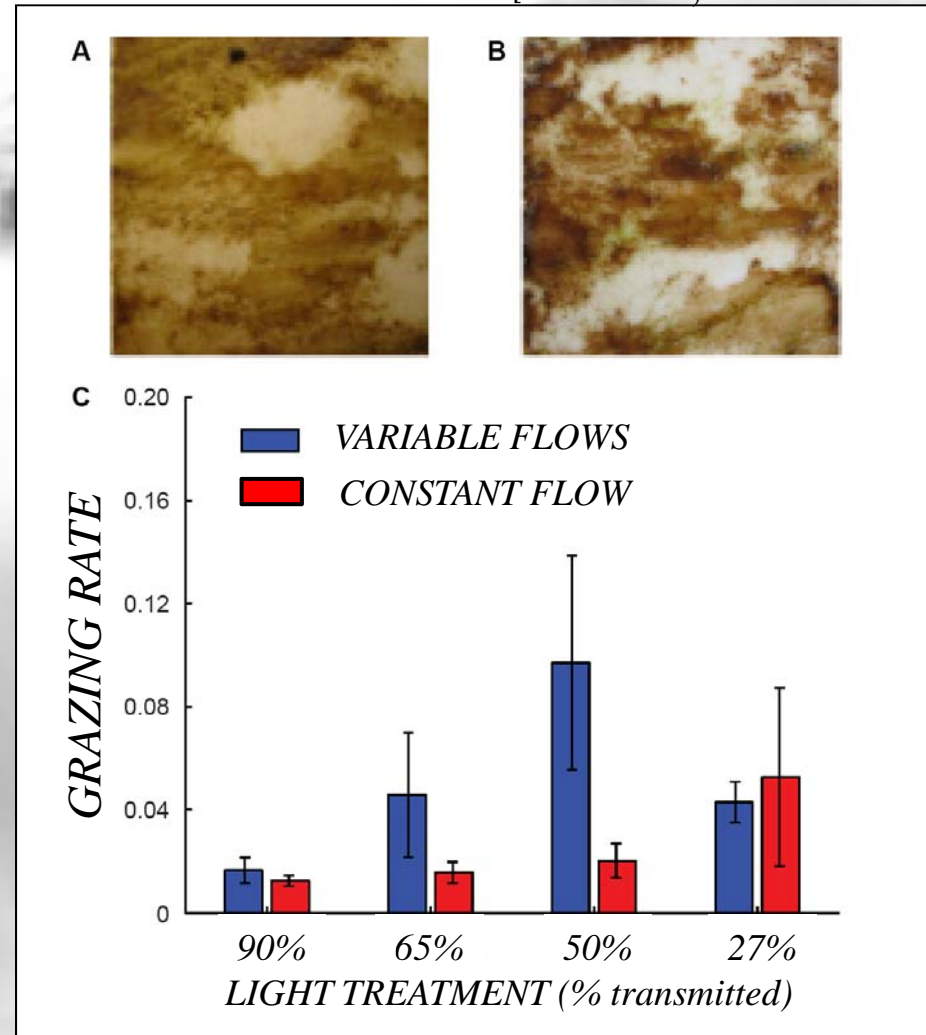 A
B
C
0.20
0.16
0.12
0.08
0.04
0
GRAZING RATE
VARIABLE FLOWS
CONSTANT FLOW
90% 65% 50% 27%
LIGHT TREATMENT (% transmitted)